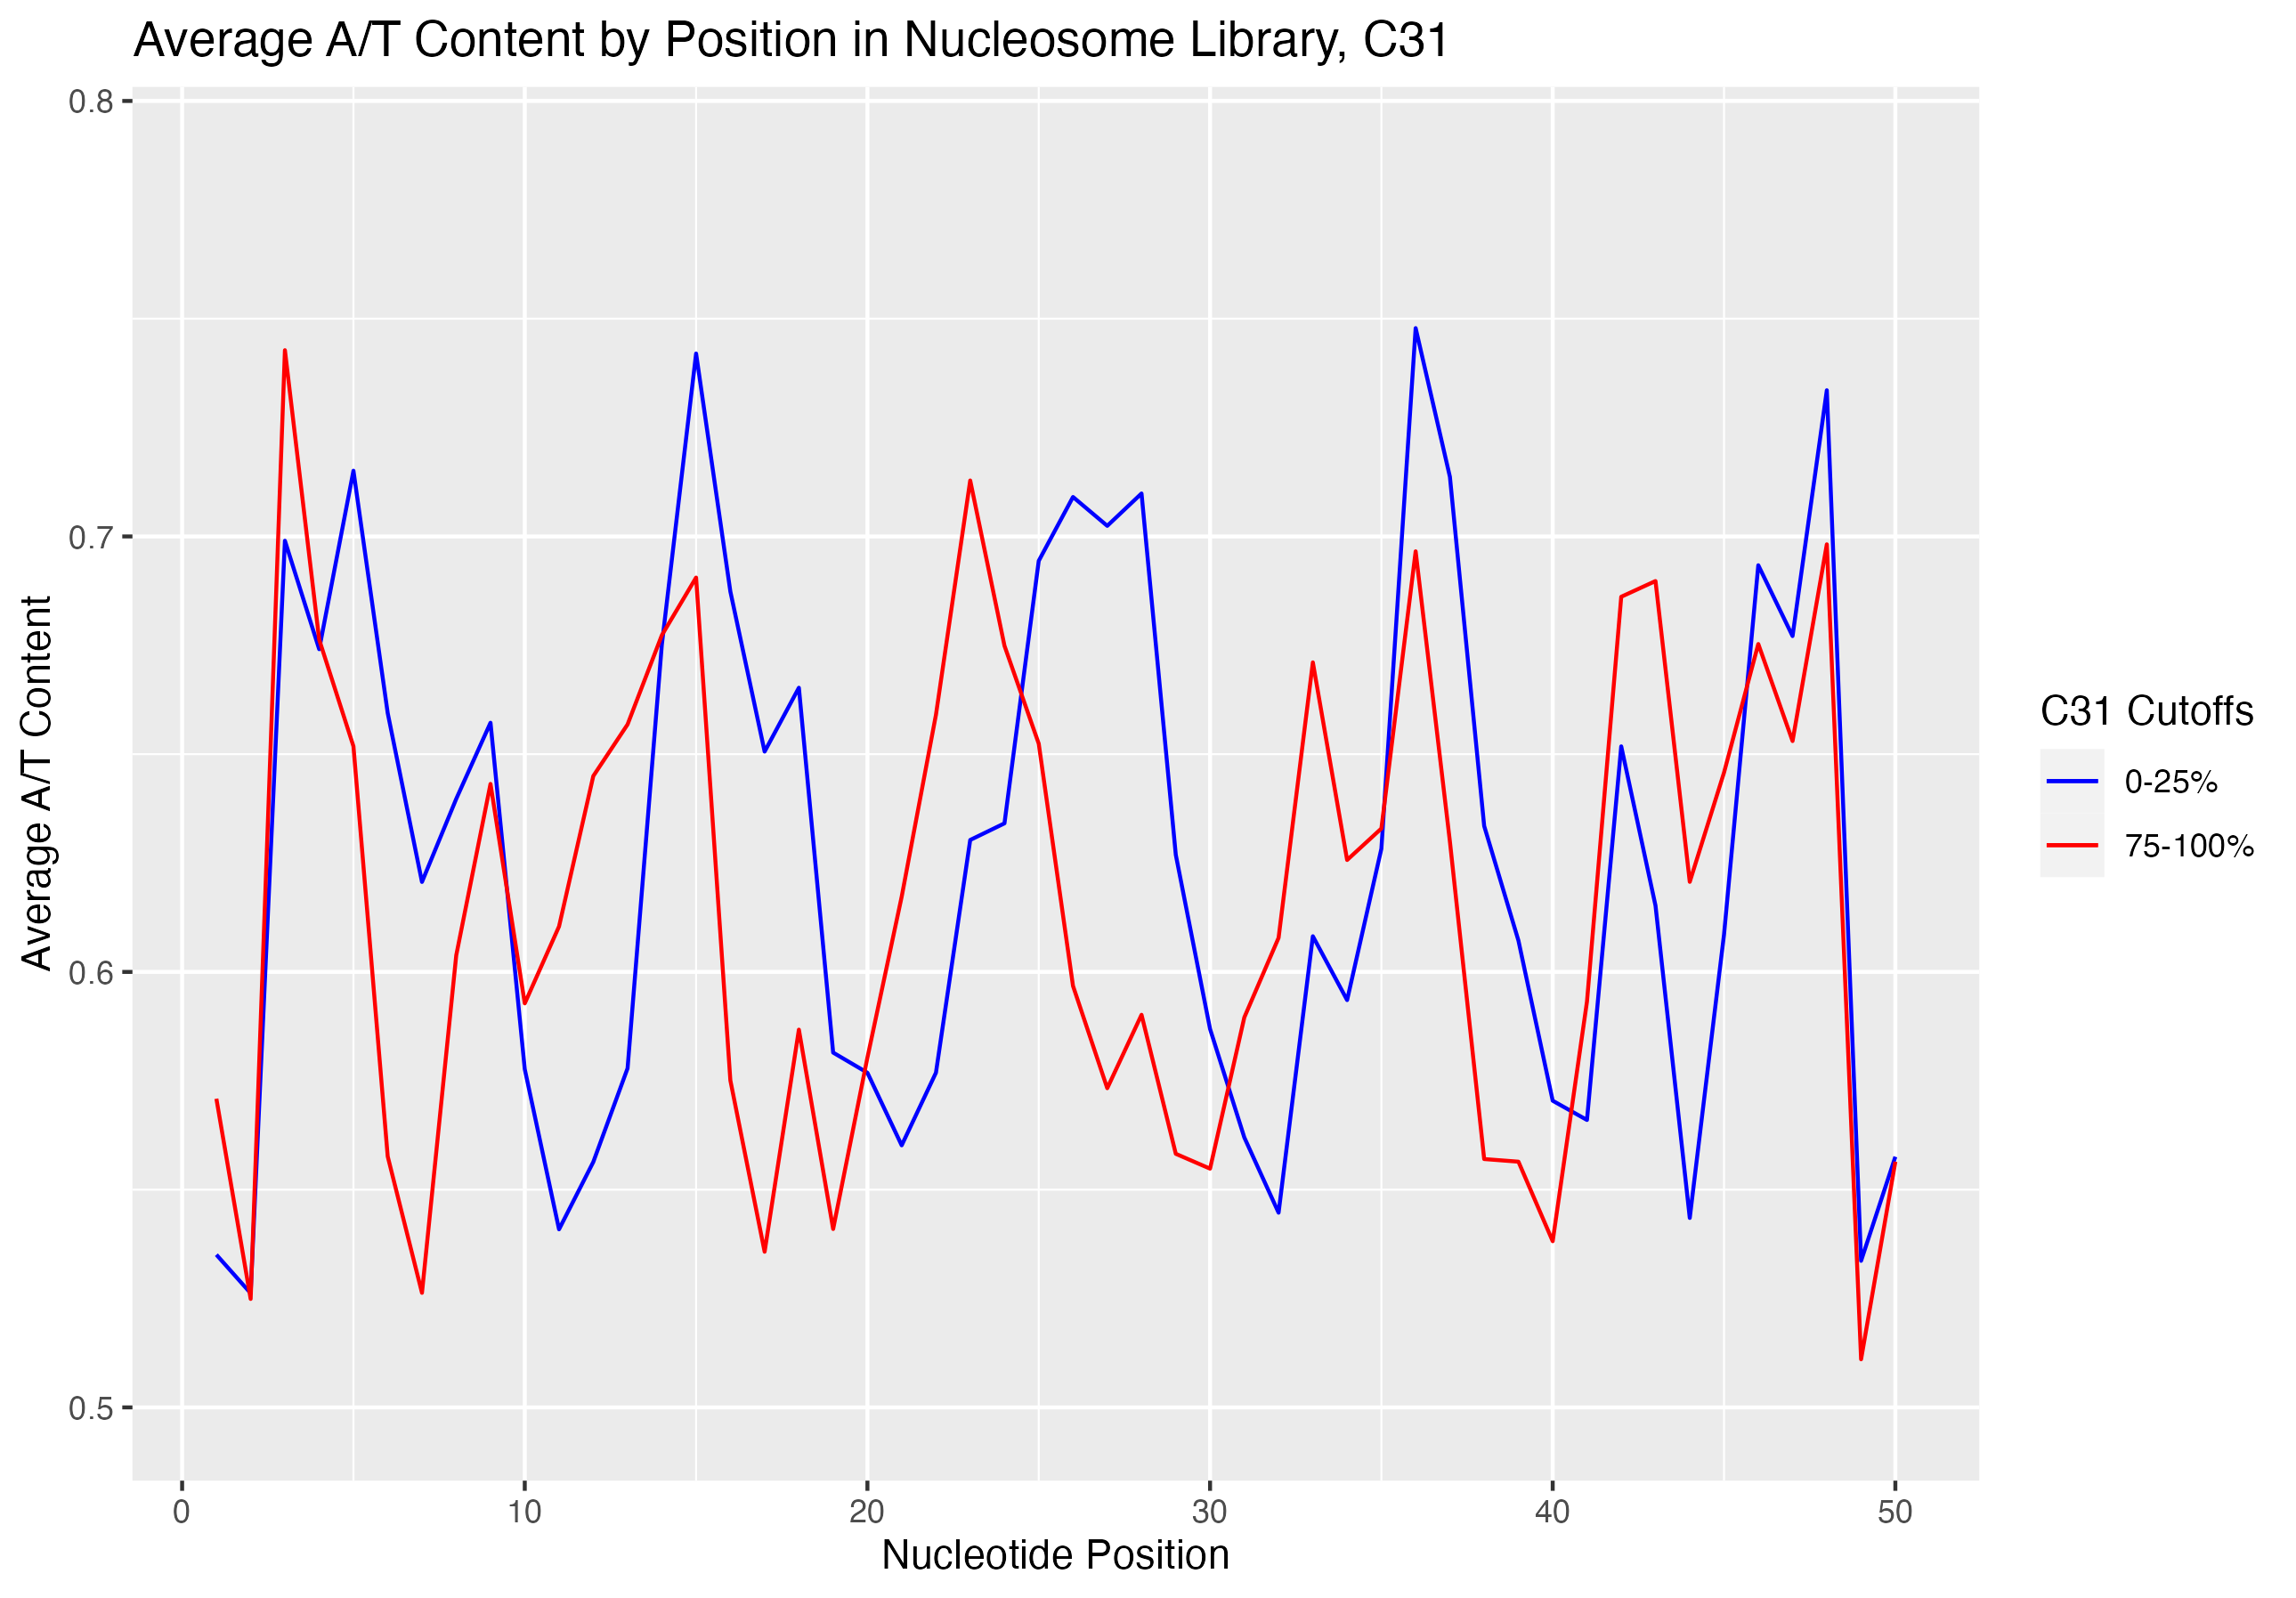 Average A/T Content by Position in Nucleosome Library, C31
0.8
0.7
0.6
0.5
Average A/T Content
0 10 20 30 40 50
Nucleotide Position
C31 Cutoffs
0-25%
75-100%